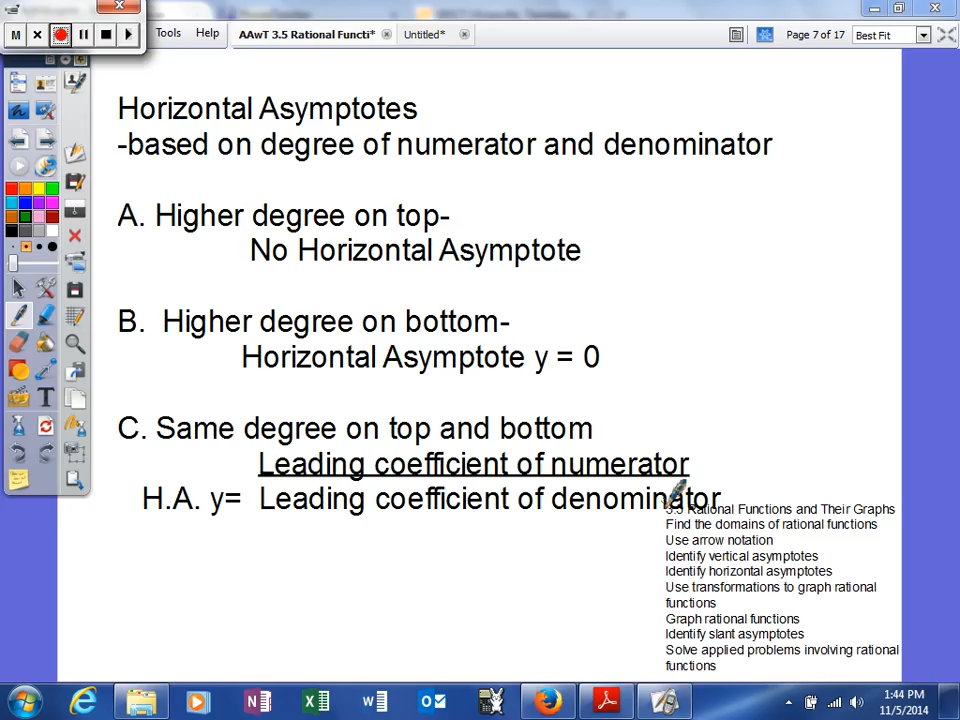 M
Tools Help AAwT 3.5 Rational Functi* Untitled* Page 7 of 17 Best Fit
Horizontal Asymptotes
-based on degree of numerator and denominator
A. Higher degree on top-
No Horizontal Asymptote
B. Higher degree on bottom-
Horizontal Asymptote y = 0
C. Same degree on top and bottom
Leading coefficient of numerator
H.A. y= Leading coefficient of denominator
3.5 Rational Functions and Their Graphs
Find the domains of rational functions
Use arrow notation
Identify vertical asymptotes
Identify horizontal asymptotes
Use transformations to graph rational
functions
Graph rational functions
Identify slant asymptotes
Solve applied problems involving rational
functions
1:44 PM
11/5/2014